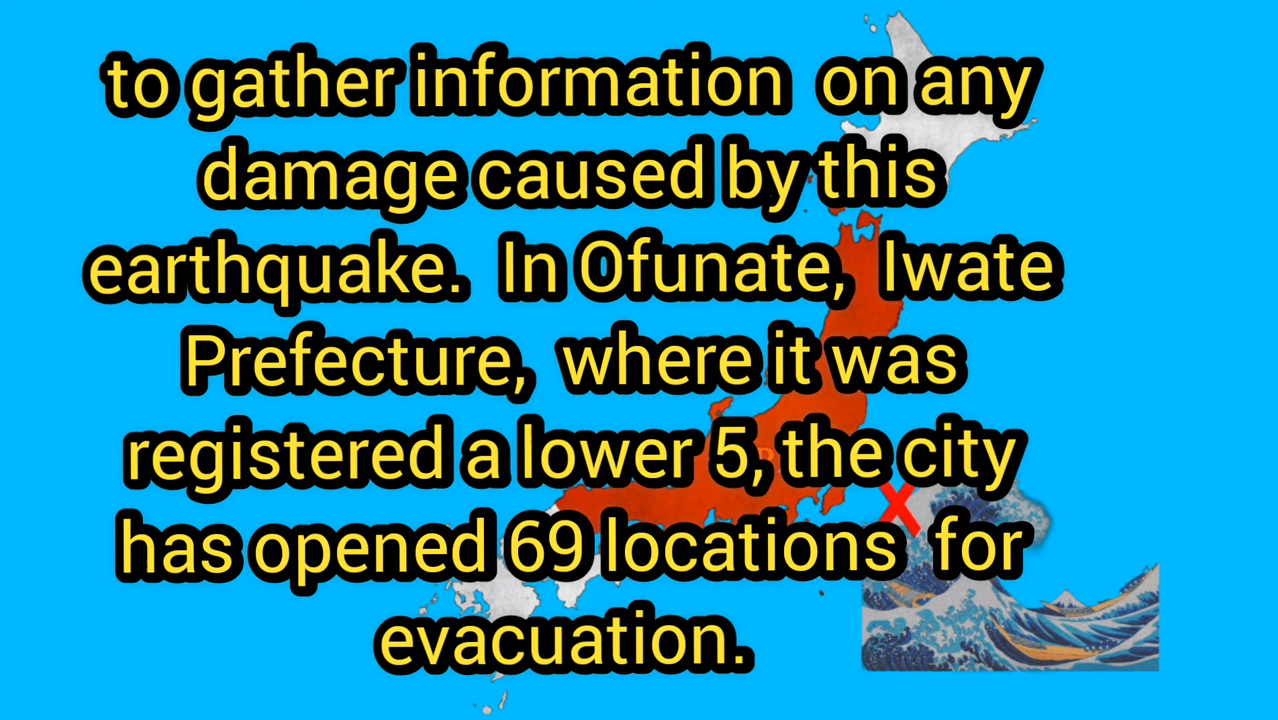 to gather information on any
damage caused by this
earthquake. In Ofunate, Iwate
Prefecture, where it was
registered a lower 5, the city
has opened 69 locations for
evacuation.